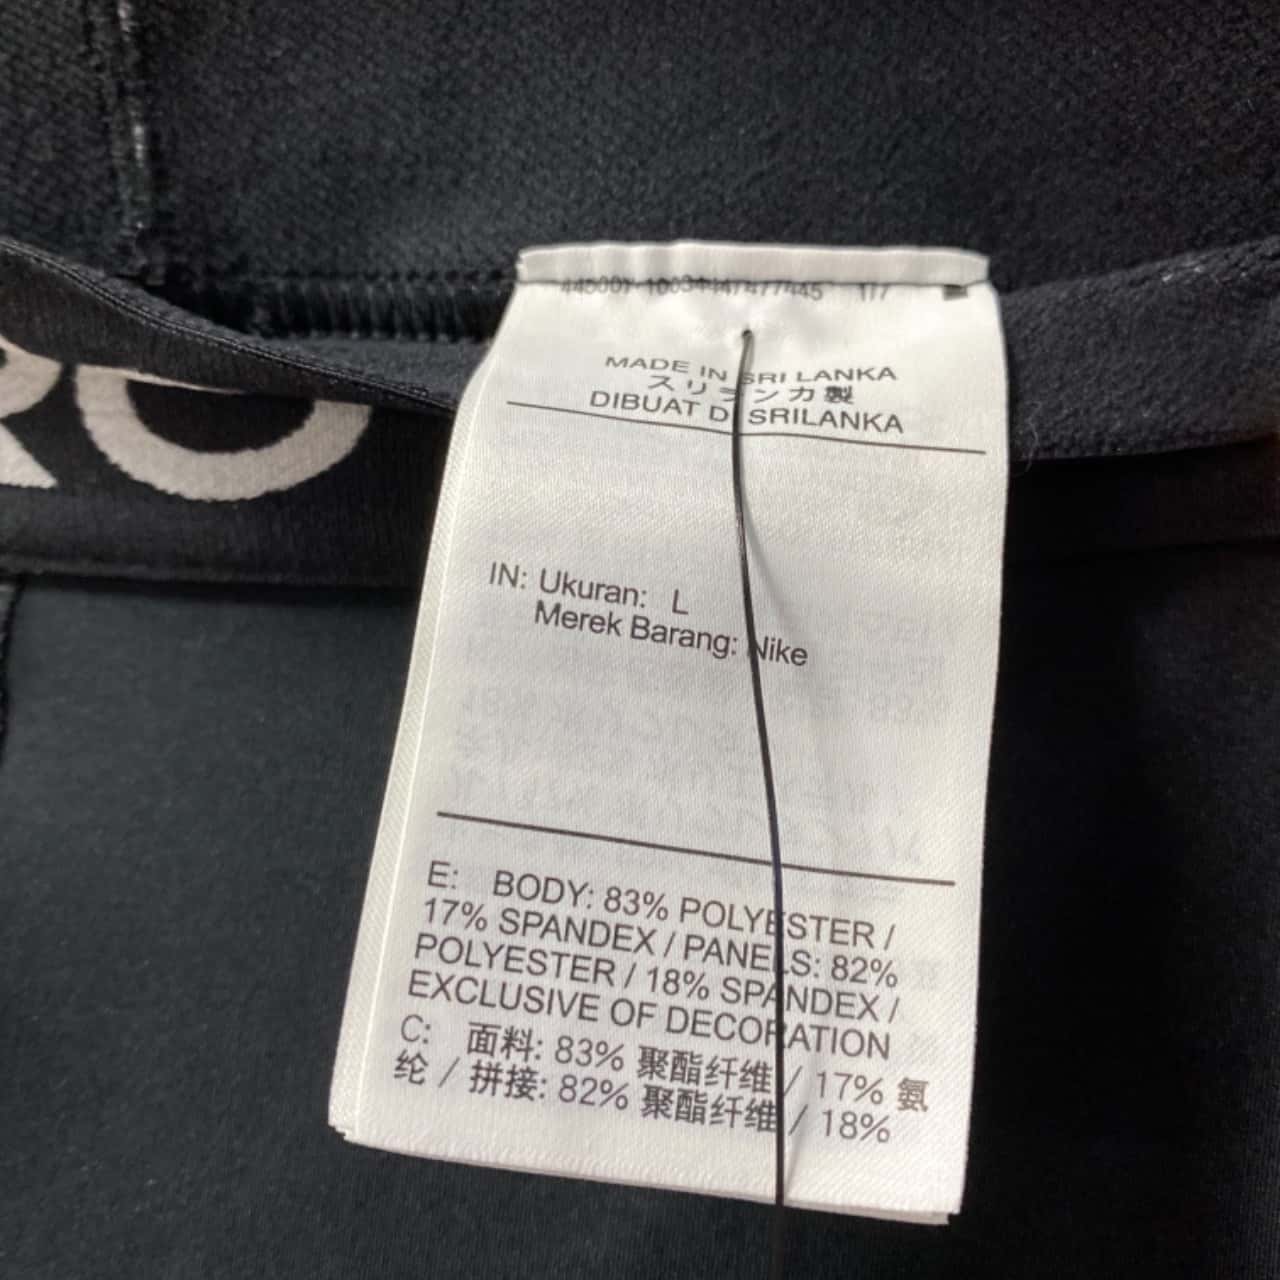 RO
MADE IN SRI LANKA
スリランカ製
DIBUAT DI SRILANKA
IN: Ukuran: L
Merek Barang: Nike
E: BODY: 83% POLYESTER /
17% SPANDEX / PANELS: 82%
POLYESTER / 18% SPANDEX /
EXCLUSIVE OF DECORATION
C: 面料: 83% 聚酯纤维 / 17% 氨
纶 / 拼接: 82% 聚酯纤维 / 18%